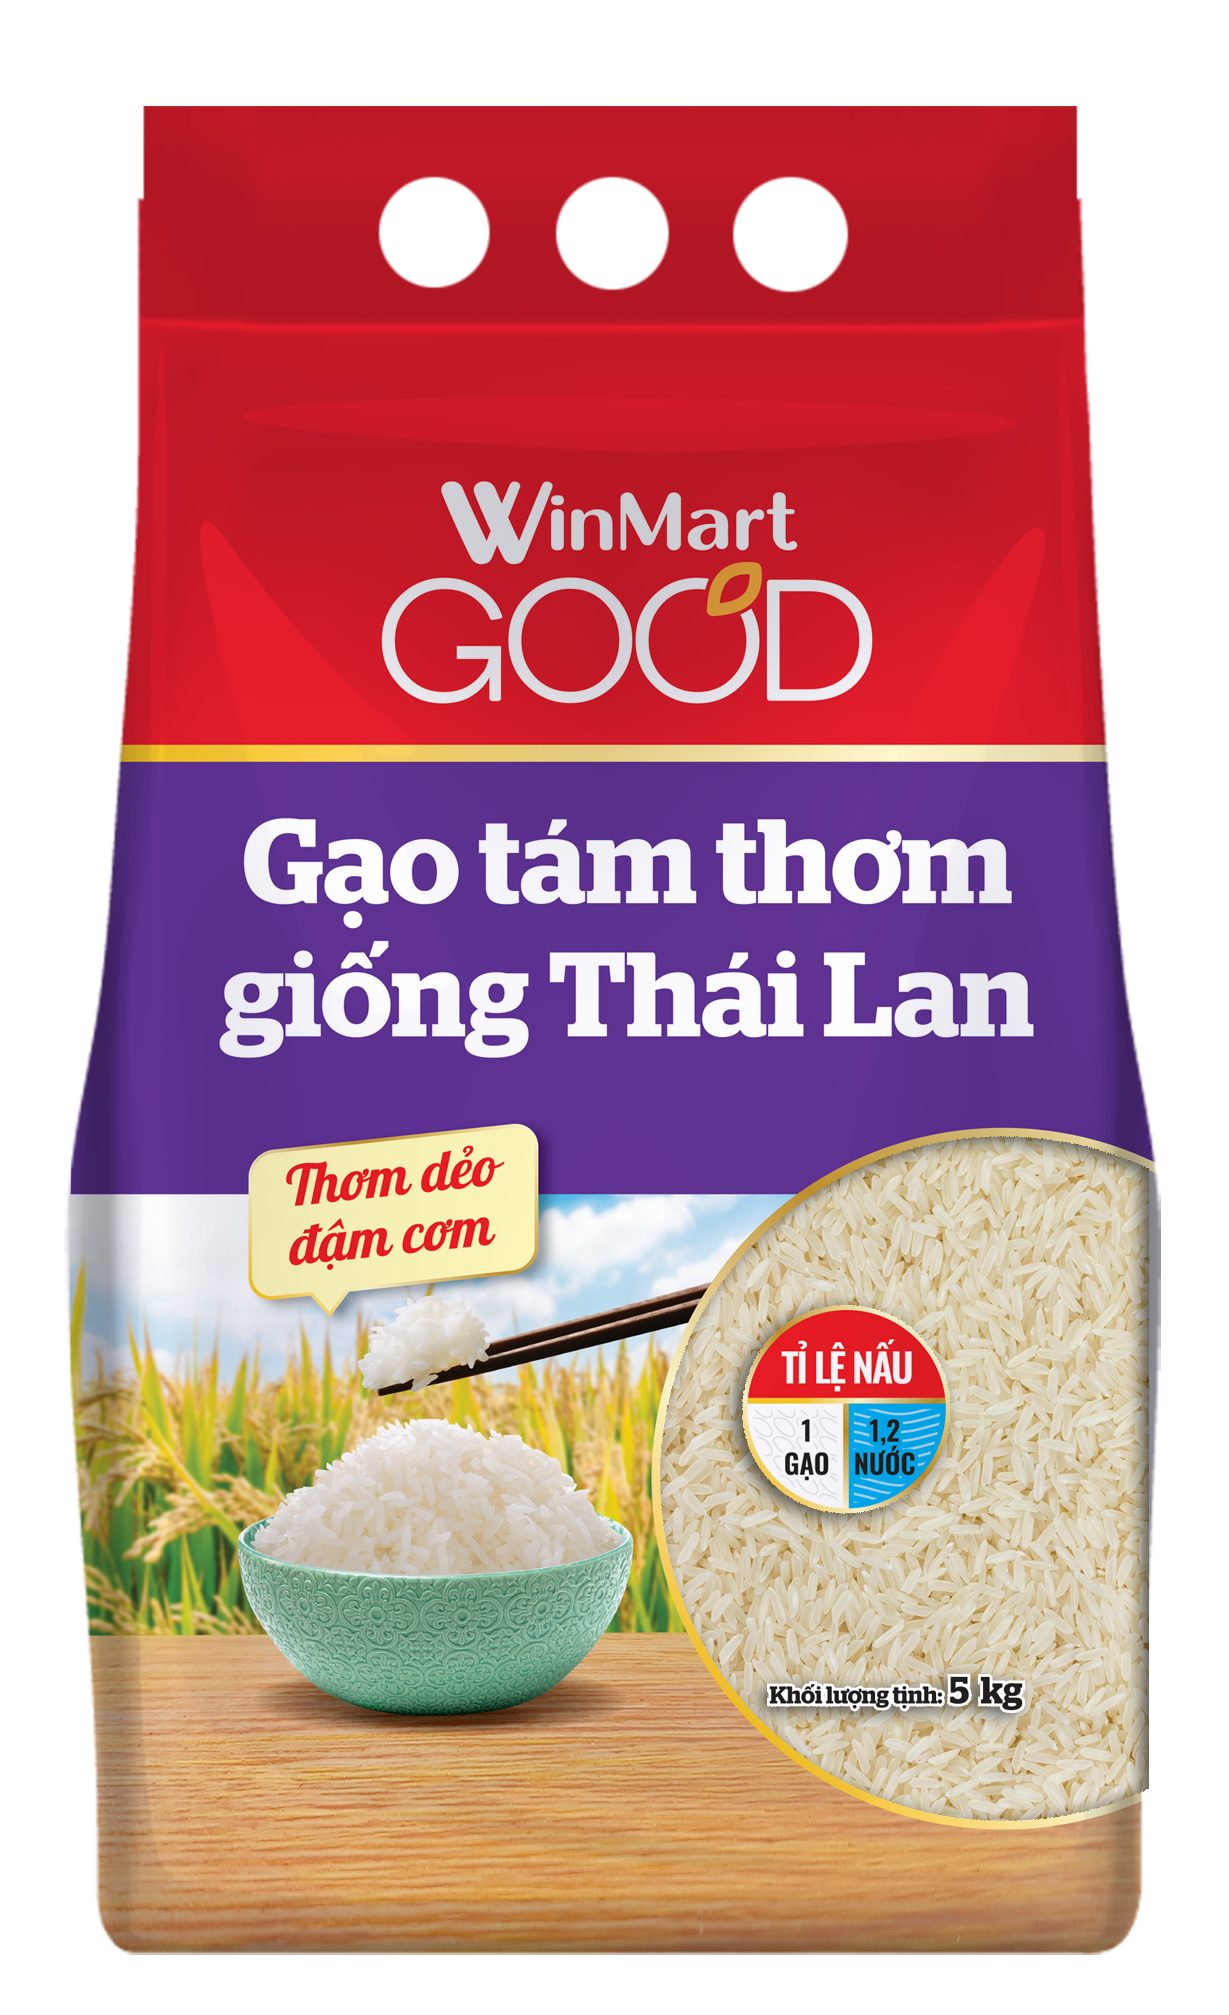 WinMart
GOOD
Gạo tám thơm
giống Thái Lan
Thơm dẻo
đậm cơm
TỈ LỆ NẤU
1
GẠO
1,2
NƯỚC
Khối lượng tịnh: 5 kg